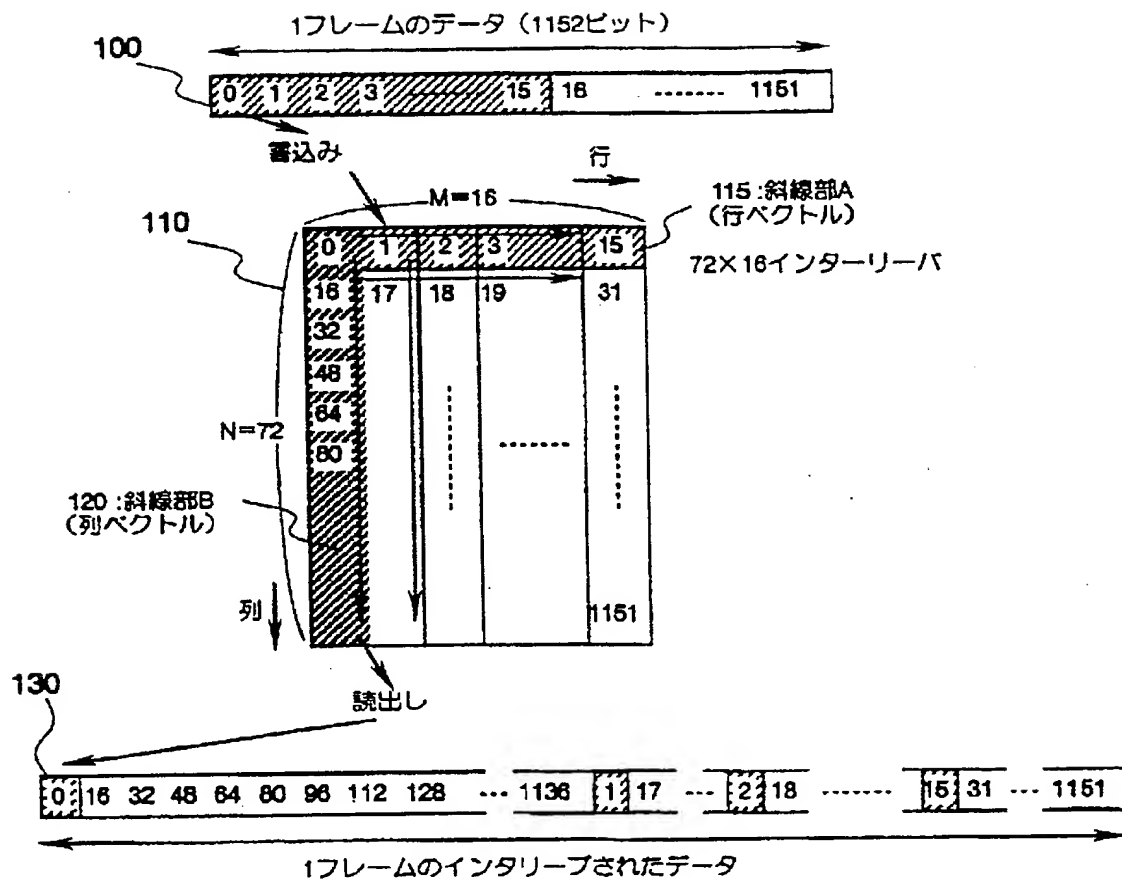 1フレームのデータ（1152ビット）
100
0 1 2 3 ------- 15 16 ------- 1151
書込み
行
M=16
115:斜線部A
（行ベクトル）
110
0 1 2 3 15
72×16インターリーバ
16 17 18 19 31
32
48
64
N=72
80
120:斜線部B
（列ベクトル）
列
1151
読出し
130
0 16 32 48 64 80 96 112 128 --- 1136 1 17 --- 2 18 -------- 15 31 --- 1151
1フレームのインタリーブされたデータ